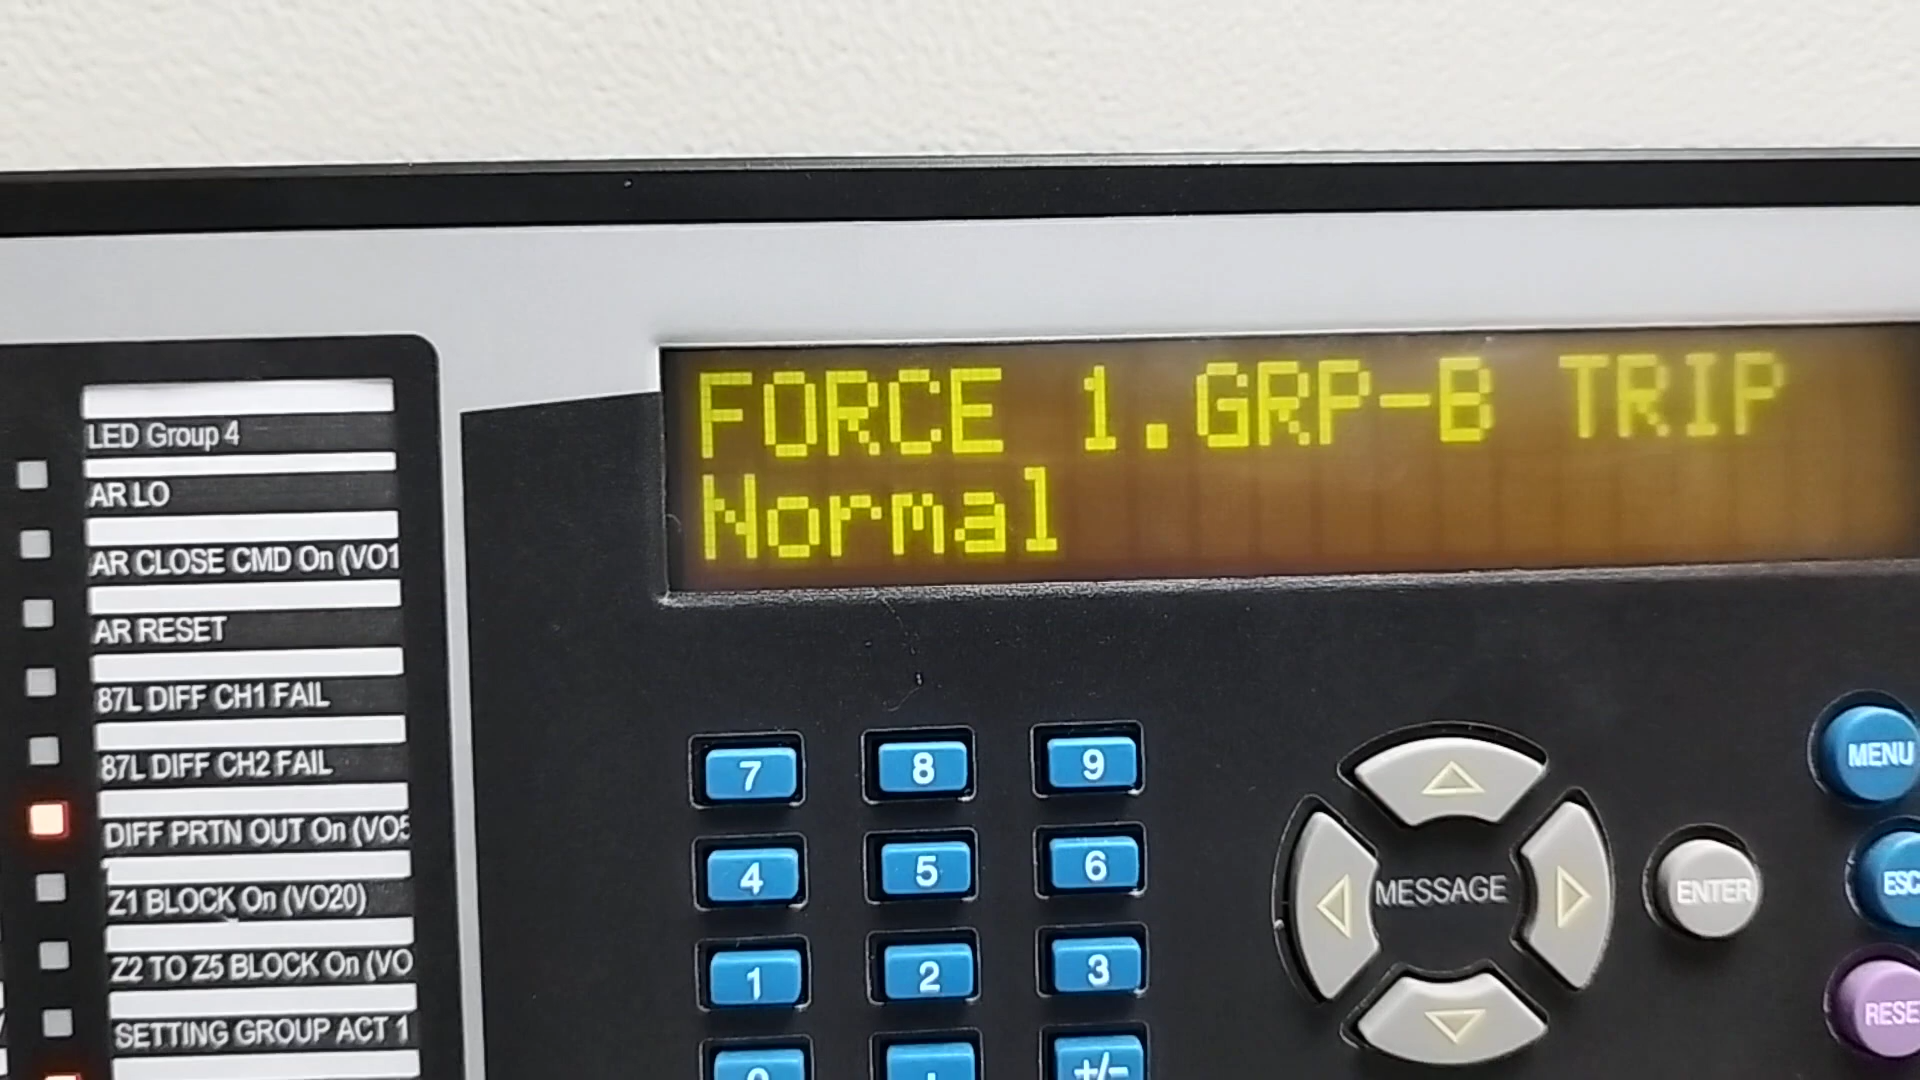 FORCE 1.GRP-B TRIP
Normal
LED Group 4
AR LO
AR CLOSE CMD On (VO1
AR RESET
87L DIFF CH1 FAIL
87L DIFF CH2 FAIL
DIFF PRTN OUT On (VO5
Z1 BLOCK On (VO20)
Z2 TO Z5 BLOCK On (VO
SETTING GROUP ACT 1
7 8 9
4 5 6
1 2 3
+/-
MESSAGE
ENTER
MENU
ESC
RESE